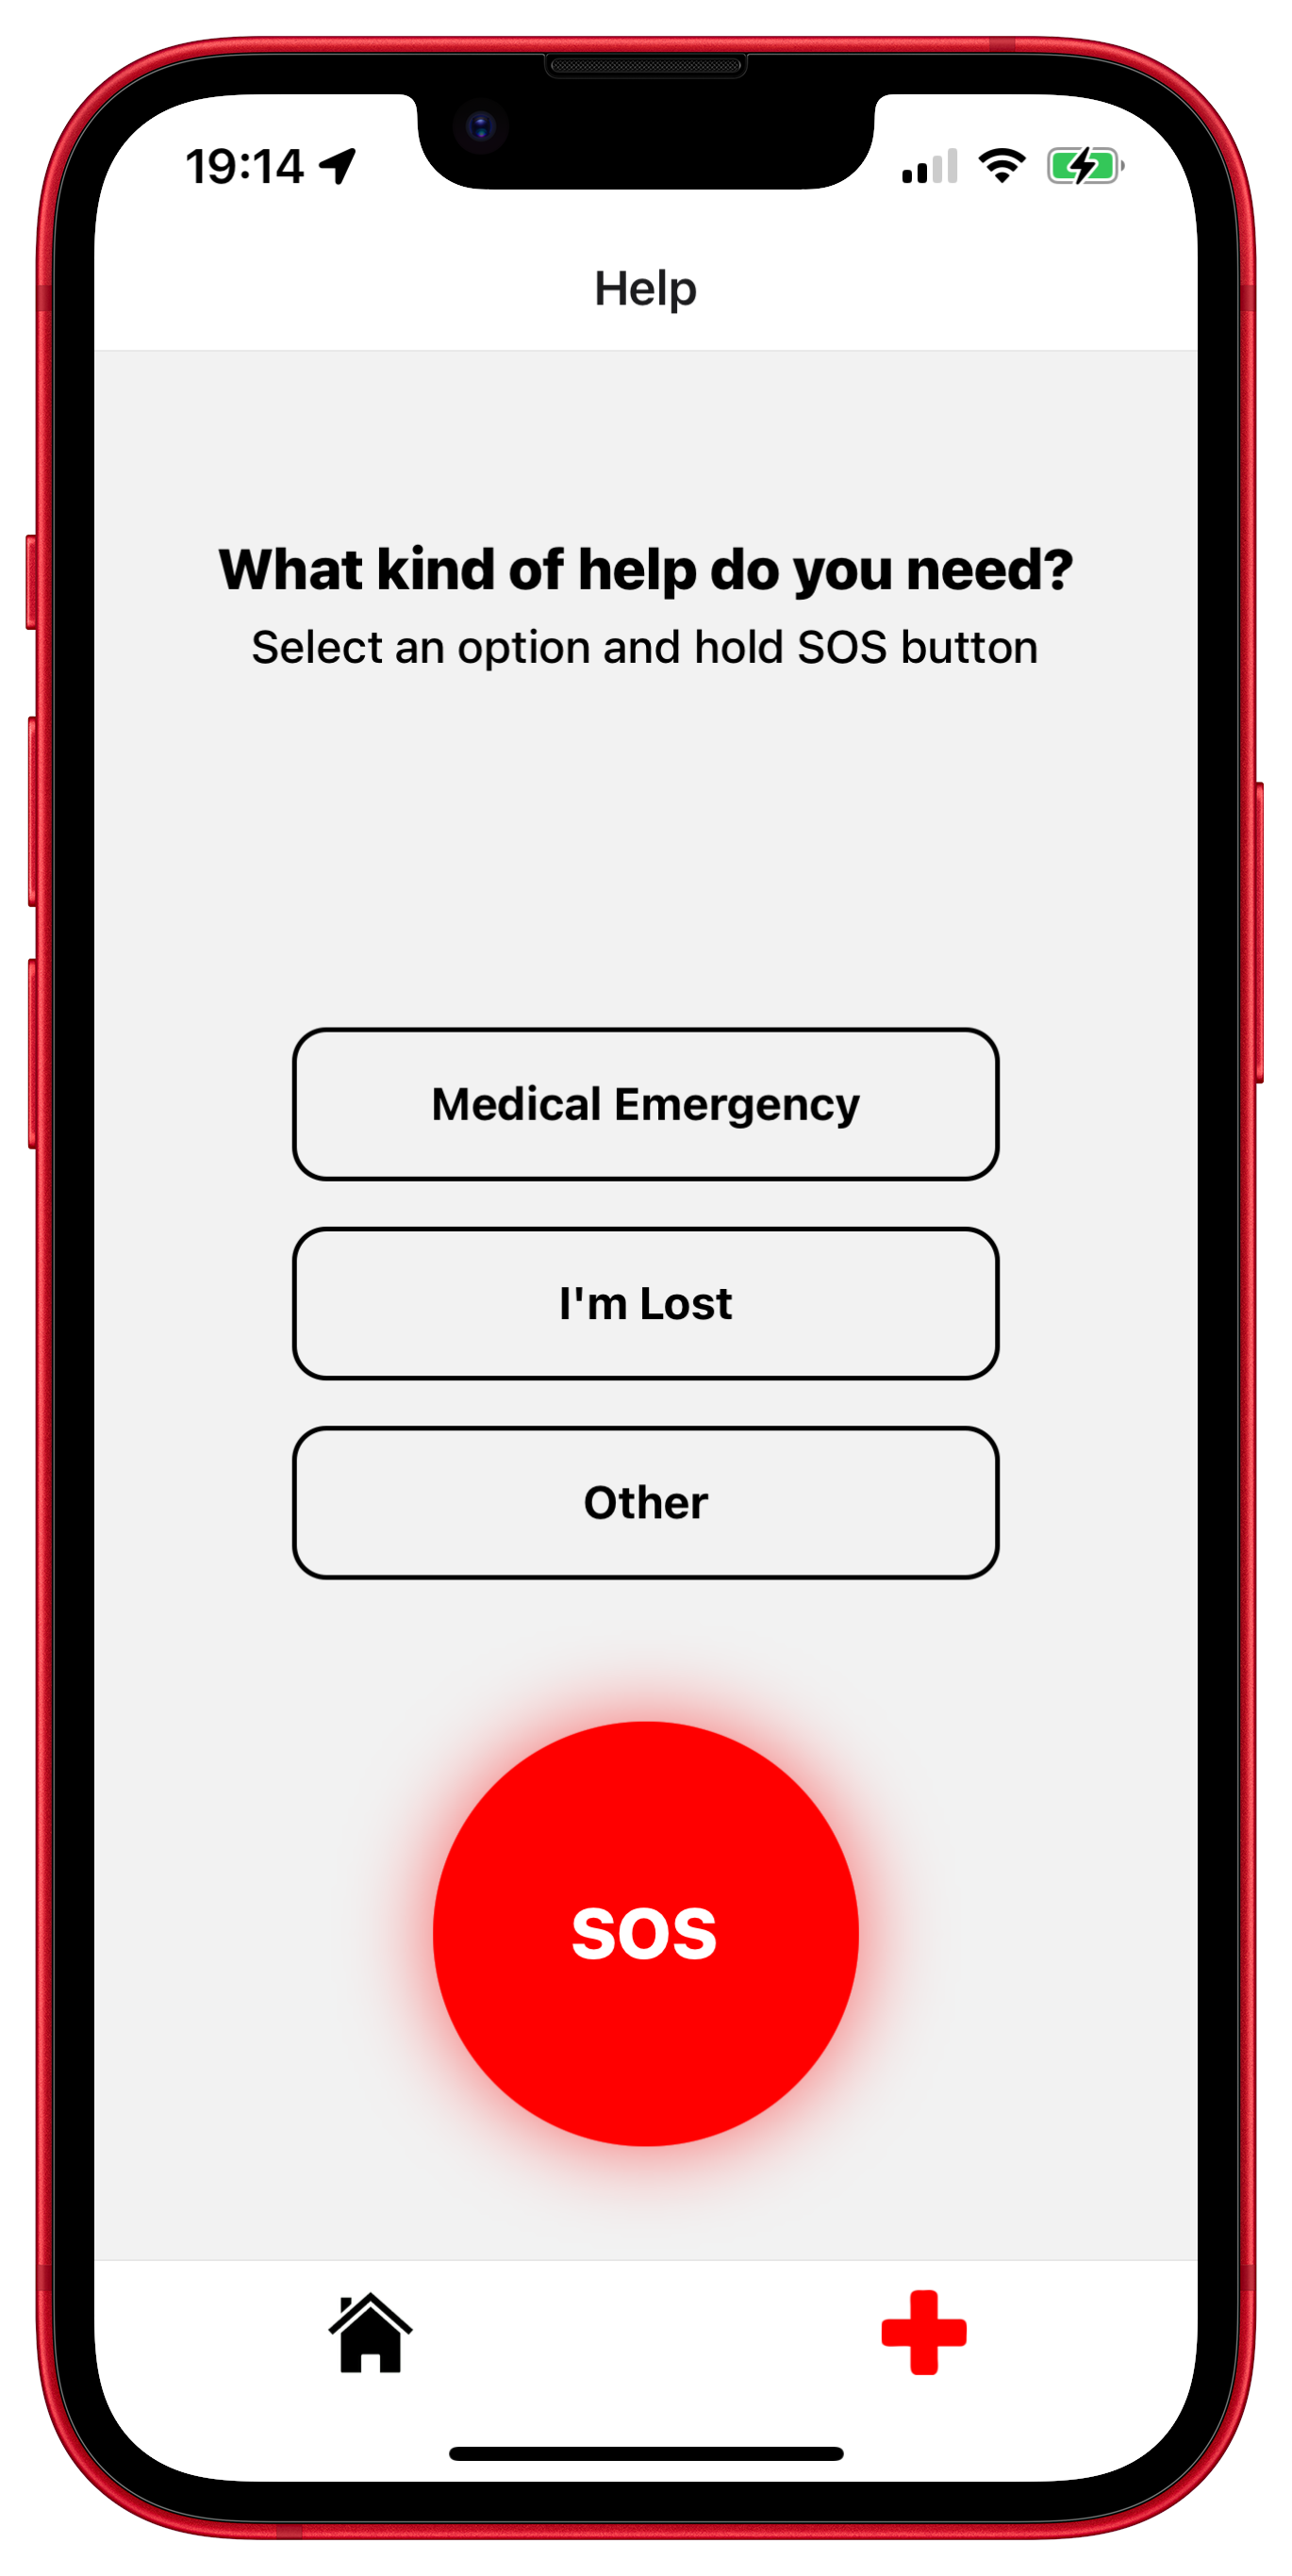 19:14
Help
What kind of help do you need?
Select an option and hold SOS button
Medical Emergency
I'm Lost
Other
SOS